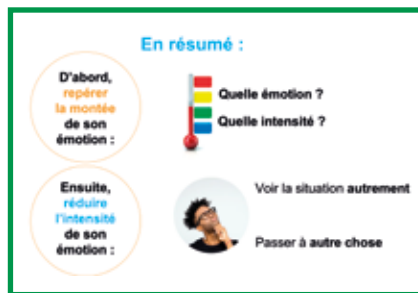 En résumé :
D'abord,
repérer
la montée
de son
émotion :
Quelle émotion ?
Quelle intensité ?
Ensuite,
réduire
l'intensité
de son
émotion :
Voir la situation autrement
Passer à autre chose